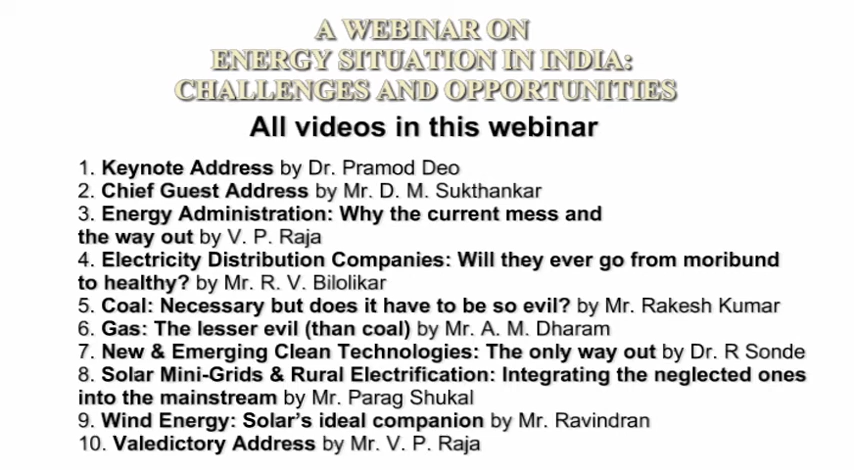 A WEBINAR ON
ENERGY SITUATION IN INDIA:
CHALLENGES AND OPPORTUNITIES
All videos in this webinar
1. Keynote Address by Dr. Pramod Deo
2. Chief Guest Address by Mr. D. M. Sukthankar
3. Energy Administration: Why the current mess and
the way out by V. P. Raja
4. Electricity Distribution Companies: Will they ever go from moribund
to healthy? by Mr. R. V. Bilolikar
5. Coal: Necessary but does it have to be so evil? by Mr. Rakesh Kumar
6. Gas: The lesser evil (than coal) by Mr. A. M. Dharam
7. New & Emerging Clean Technologies: The only way out by Dr. R Sonde
8. Solar Mini-Grids & Rural Electrification: Integrating the neglected ones
into the mainstream by Mr. Parag Shukal
9. Wind Energy: Solar's ideal companion by Mr. Ravindran
10. Valedictory Address by Mr. V. P. Raja